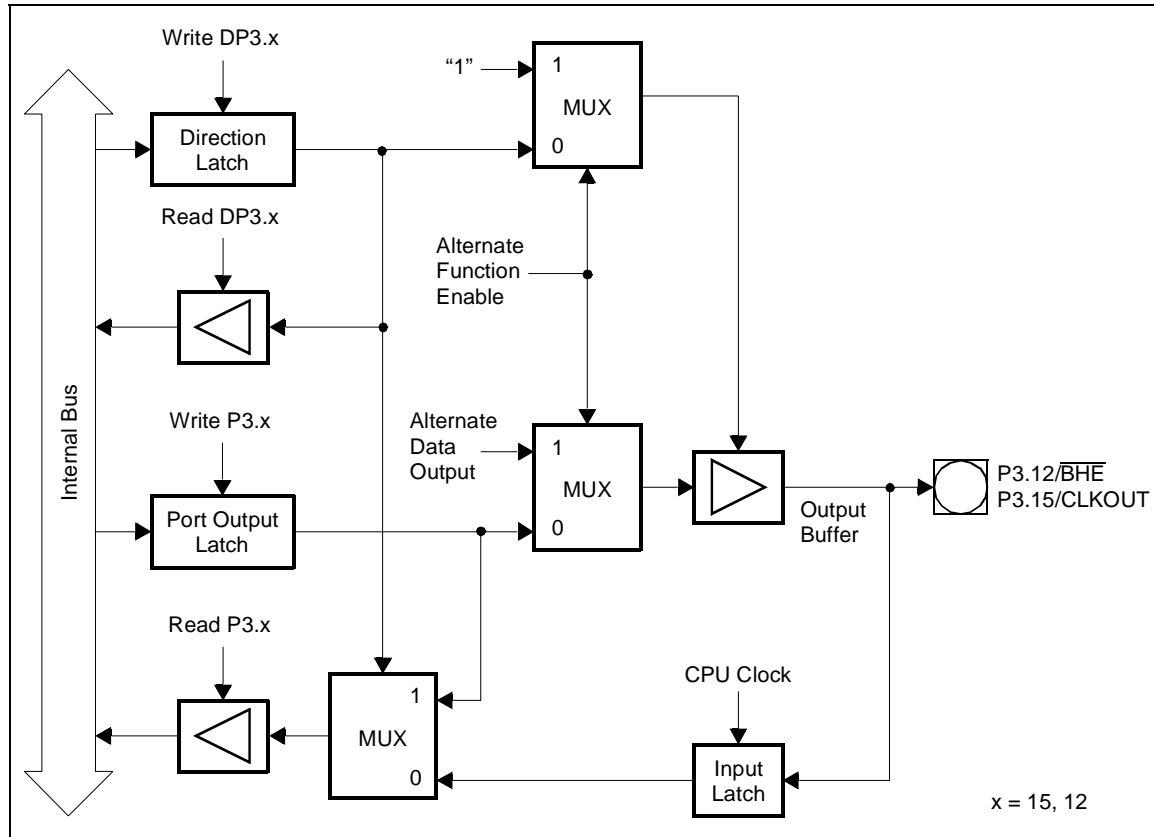 Write DP3.x
“1”
1
MUX
0
Direction
Latch
Read DP3.x
Alternate
Function
Enable
Internal Bus
Write P3.x
Alternate
Data
Output
1
MUX
0
P3.12/BHE
P3.15/CLKOUT
Output
Buffer
Port Output
Latch
Read P3.x
CPU Clock
1
MUX
0
Input
Latch
x = 15, 12